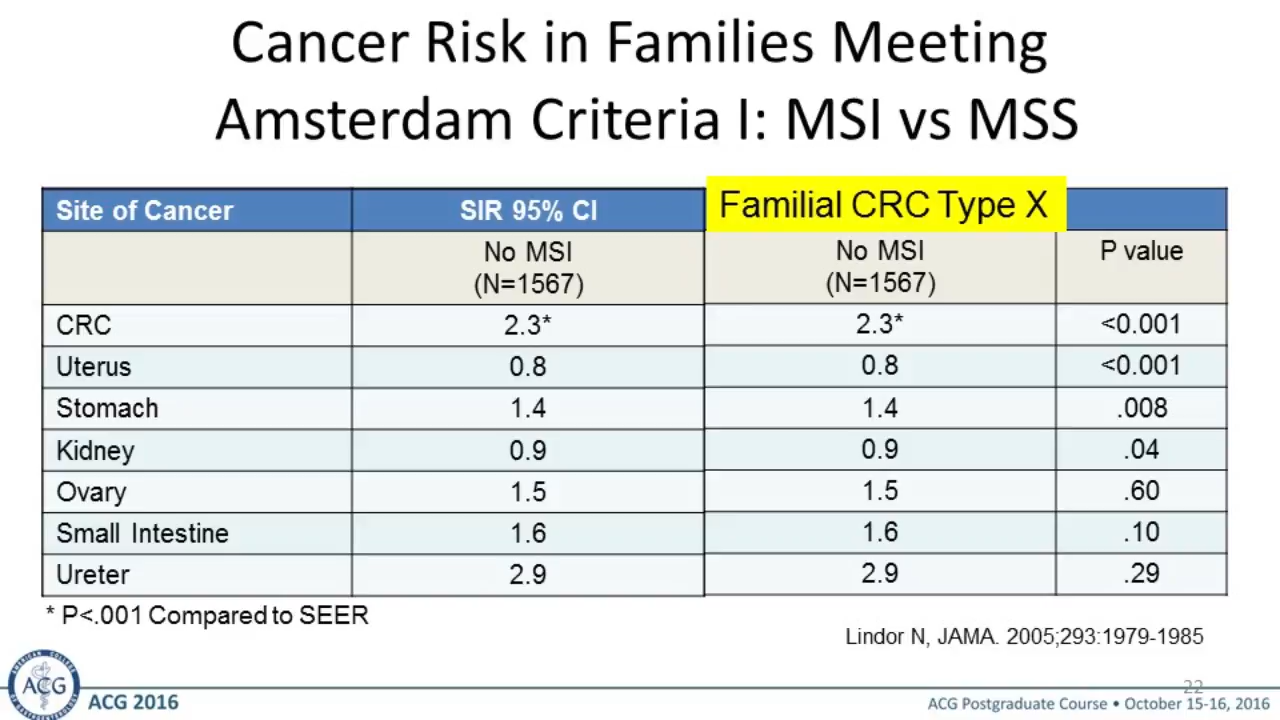 Cancer Risk in Families Meeting
Amsterdam Criteria I: MSI vs MSS
Site of Cancer SIR 95% CI Familial CRC Type X
No MSI (N=1567) No MSI (N=1567) P value
CRC 2.3* 2.3* <0.001
Uterus 0.8 0.8 <0.001
Stomach 1.4 1.4 .008
Kidney 0.9 0.9 .04
Ovary 1.5 1.5 .60
Small Intestine 1.6 1.6 .10
Ureter 2.9 2.9 .29
* P<.001 Compared to SEER
Lindor N, JAMA. 2005;293:1979-1985
22
ACG
ACG 2016
ACG Postgraduate Course • October 15-16, 2016